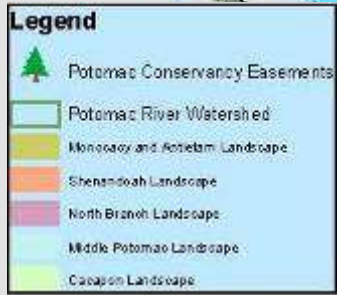 Legend
Potomac Conservancy Easements
Potomac River Watershed
Monocacy and Antietam Landscape
Shenandoah Landscape
North Branch Landscape
Middle Potomac Landscape
Cacapon Landscape